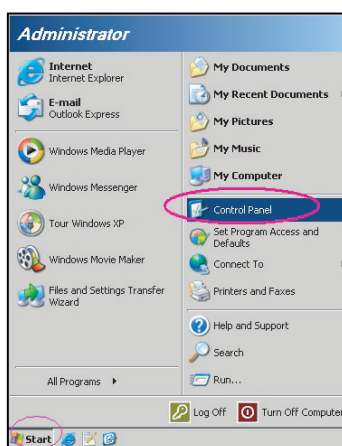 Administrator
Internet
Internet Explorer
E-mail
Outlook Express
Windows Media Player
Windows Messenger
Tour Windows XP
Windows Movie Maker
Files and Settings Transfer
Wizard
All Programs
My Documents
My Recent Documents
My Pictures
My Music
My Computer
Control Panel
Set Program Access and
Defaults
Connect To
Printers and Faxes
Help and Support
Search
Run...
Log Off
Turn Off Computer
Start